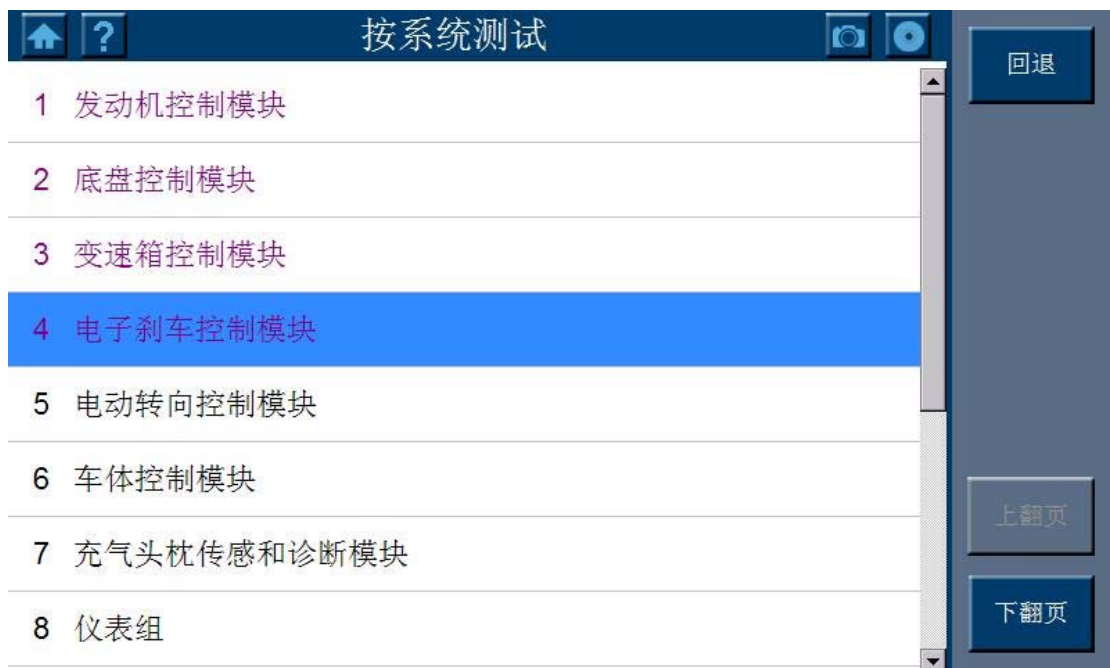 ?
按系统测试
回退
1 发动机控制模块
2 底盘控制模块
3 变速箱控制模块
4 电子刹车控制模块
5 电动转向控制模块
6 车体控制模块
7 充气头枕传感和诊断模块
8 仪表组
上翻页
下翻页